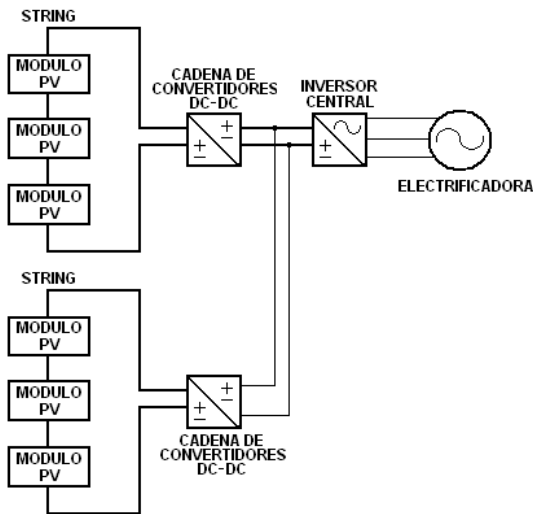 STRING
MODULO
PV
MODULO
PV
MODULO
PV
CADENA DE
CONVERTIDORES
DC-DC
INVERSOR
CENTRAL
ELECTRIFICADORA
STRING
MODULO
PV
MODULO
PV
MODULO
PV
CADENA DE
CONVERTIDORES
DC-DC